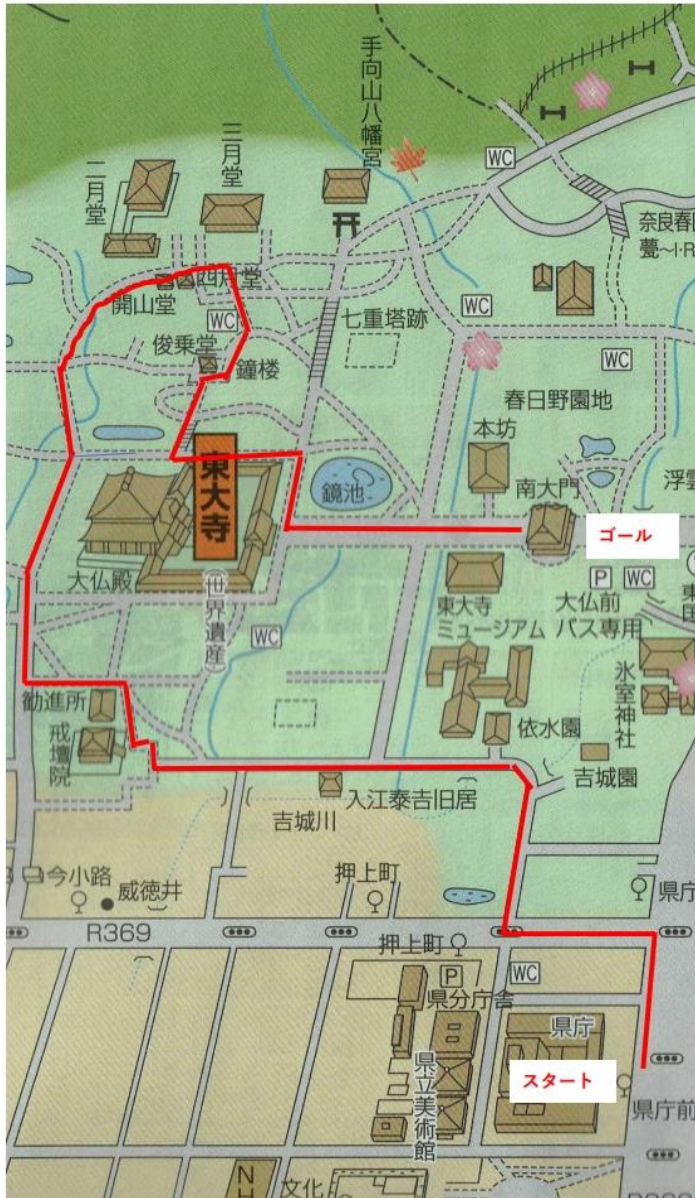 手向山八幡宮
三月堂
二月堂
WC
奈良春日
甍~I・R
四月堂
開山堂
WC
七重塔跡
WC
俊乗堂
WC
鐘楼
春日野園地
本坊
東大寺
鏡池
南大門
浮雲
ゴール
大仏殿
(世界遺産)
P
WC
東大寺
ミュージアム
大仏前
バス専用
WC
勧進所
戒壇院
依水園
氷室神社
吉城園
入江泰𠮷旧居
吉城川
今小路
威徳井
押上町
県庁
R369
押上町
P
WC
県分庁舎
県庁
県立美術館
スタート
県庁前
N
文化